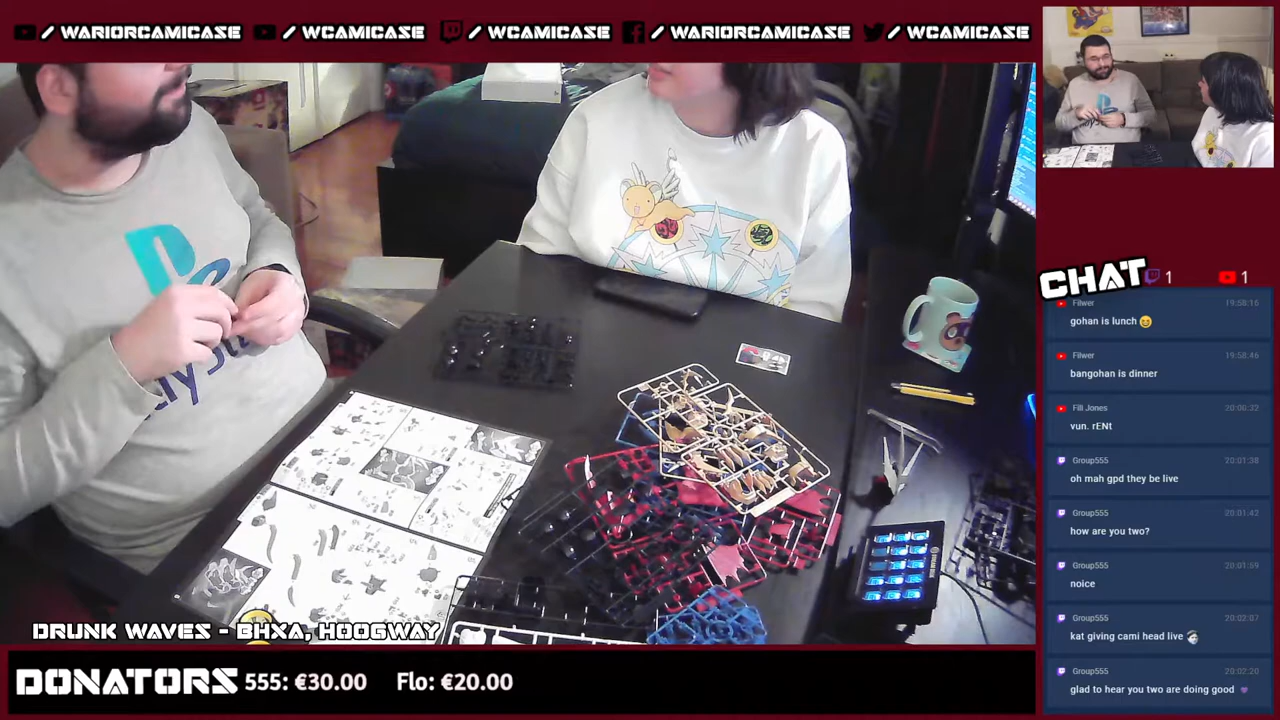 / WARIORCAMICASE / WCAMICASE / WCAMICASE / WARIORCAMICASE / WCAMICASE
CHAT 1 1
Filwer 19:58:16
gohan is lunch 😊
Filwer 19:58:46
bangohan is dinner
Fili Jones 20:00:32
vun. rENt
Group555 20:01:38
oh mah gpd they be live
Group555 20:01:42
how are you two?
Group555 20:01:59
noice
Group555 20:02:07
kat giving cami head live
Group555 20:02:20
glad to hear you two are doing good 💜
DRUNK WAVES - BHXA, HOOGWAY
DONATORS 555: €30.00 Flo: €20.00